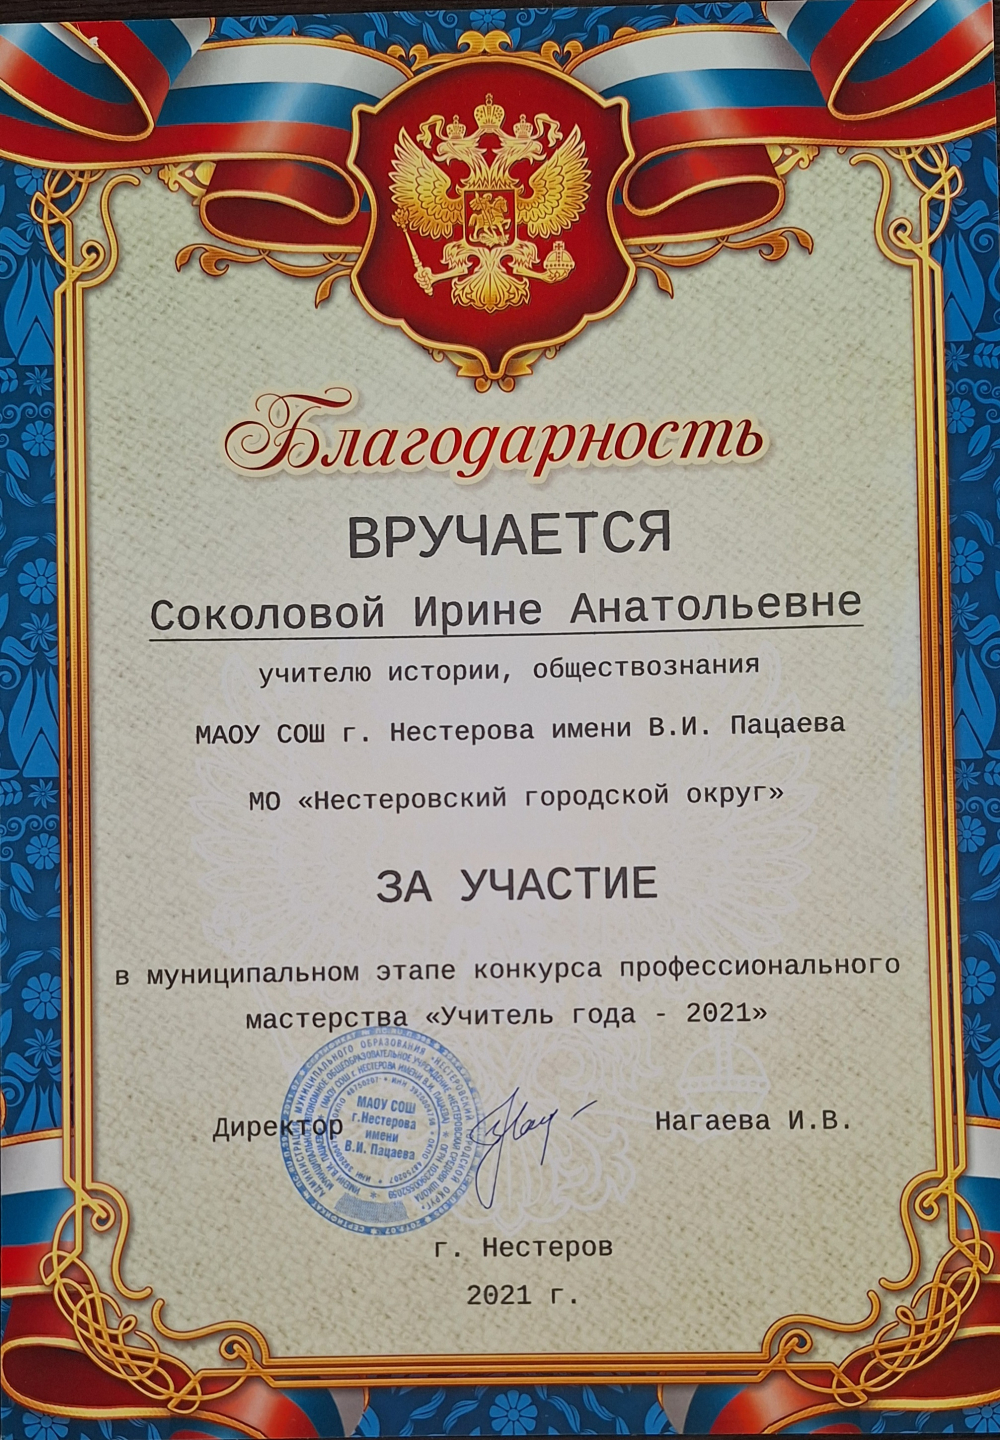 Благодарность
ВРУЧАЕТСЯ
Соколовой Ирине Анатольевне
учителю истории, обществознания
МАОУ СОШ г. Нестерова имени В.И. Пацаева
МО «Нестеровский городской округ»
ЗА УЧАСТИЕ
в муниципальном этапе конкурса профессионального
мастерства «Учитель года - 2021»
МАОУ СОШ
г.Нестерова
имени
В.И. Пацаева
Директор
Нагаева И.В.
г. Нестеров
2021 г.